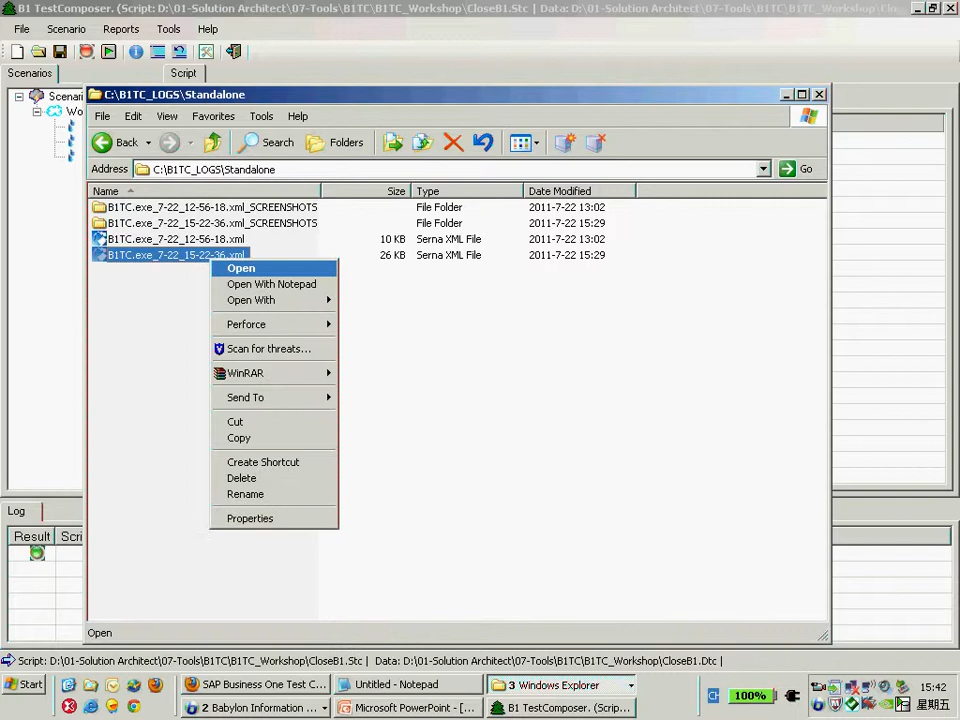 B1 TestComposer. (Script: D:\01-Solution Architect\07-Tools\B1TC\B1TC_Workshop\CloseB1.Stc | Data: D:\01-Solution Architect\07-Tools\B1TC\B1TC_Workshop\Clo
File Scenario Reports Tools Help
Scenarios Script
Scenari
Wo
C:\B1TC_LOGS\Standalone
File Edit View Favorites Tools Help
Back Search Folders
Address C:\B1TC_LOGS\Standalone Go
Name Size Type Date Modified
B1TC.exe_7-22_12-56-18.xml_SCREENSHOTS File Folder 2011-7-22 13:02
B1TC.exe_7-22_15-22-36.xml_SCREENSHOTS File Folder 2011-7-22 15:29
B1TC.exe_7-22_12-56-18.xml 10 KB Serna XML File 2011-7-22 13:02
B1TC.exe_7-22_15-22-36.xml 26 KB Serna XML File 2011-7-22 15:29
Open
Open With Notepad
Open With
Perforce
Scan for threats...
WinRAR
Send To
Cut
Copy
Create Shortcut
Delete
Rename
Properties
Log
Result Scri
Open
Script: D:\01-Solution Architect\07-Tools\B1TC\B1TC_Workshop\CloseB1.Stc | Data: D:\01-Solution Architect\07-Tools\B1TC\B1TC_Workshop\CloseB1.Dtc |
Start SAP Business One Test C... Untitled - Notepad 3 Windows Explorer 100% 15:42
2 Babylon Information ... Microsoft PowerPoint - [... B1 TestComposer. (Scrip... 星期五